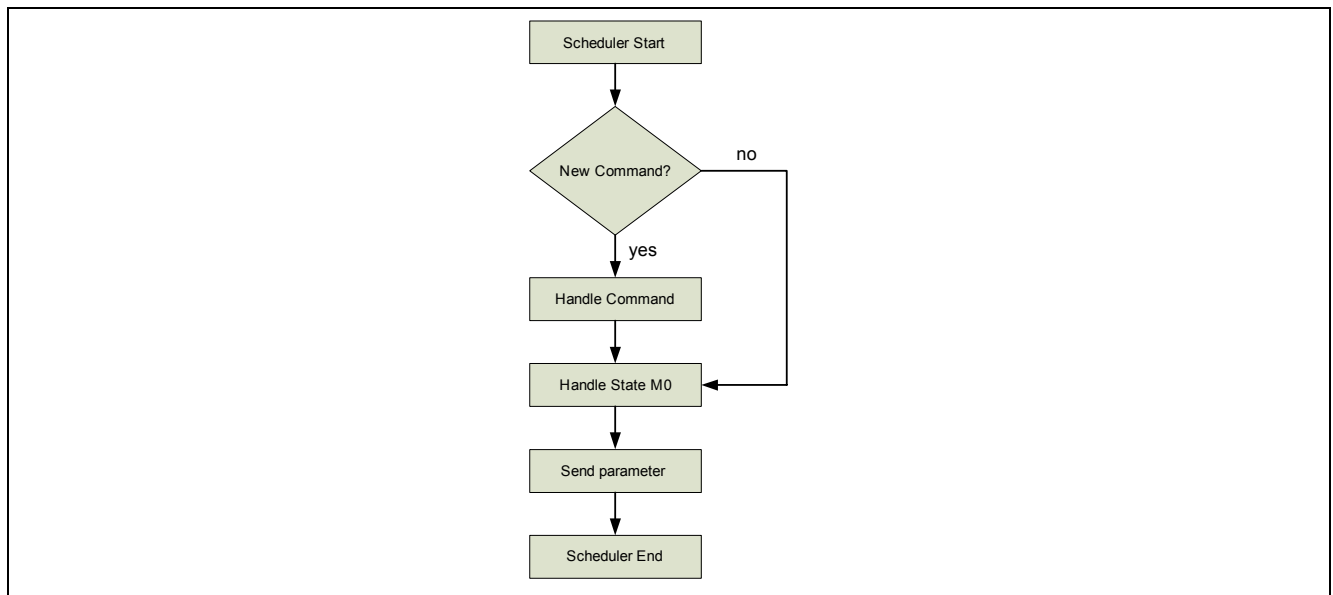 Scheduler Start
New Command?
no
yes
Handle Command
Handle State M0
Send parameter
Scheduler End